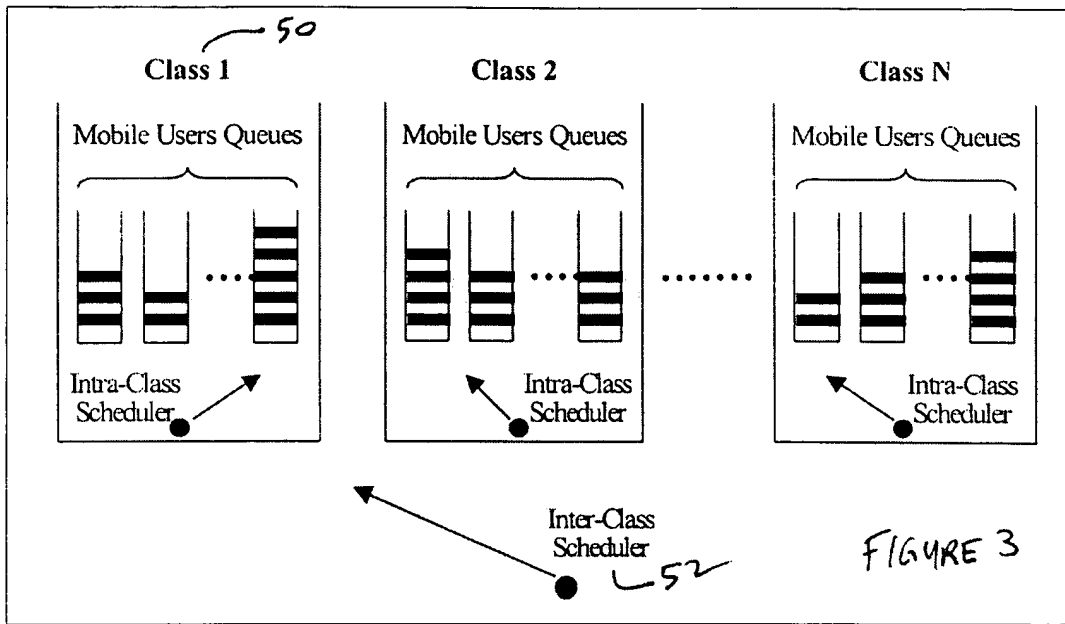 50
Class 1
Class 2
Class N
Mobile Users Queues
Mobile Users Queues
Mobile Users Queues
Intra-Class
Scheduler
Intra-Class
Scheduler
Intra-Class
Scheduler
Inter-Class
Scheduler
52
FIGURE 3